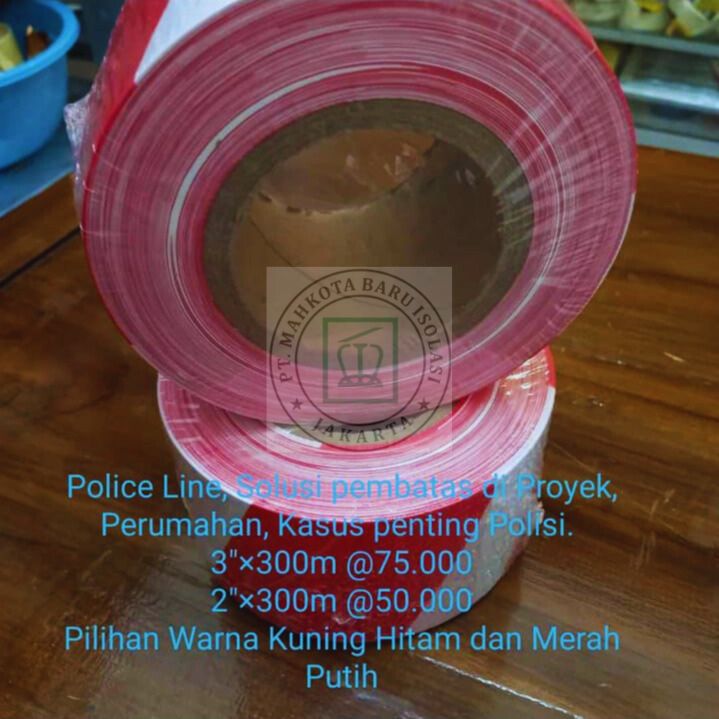 PT. MAHKOTA BARU ISOLASI
JAKARTA
Police Line, Solusi pembatas di Proyek,
Perumahan, Kasus penting Polisi.
3"×300m @75.000
2"×300m @50.000
Pilihan Warna Kuning Hitam dan Merah
Putih